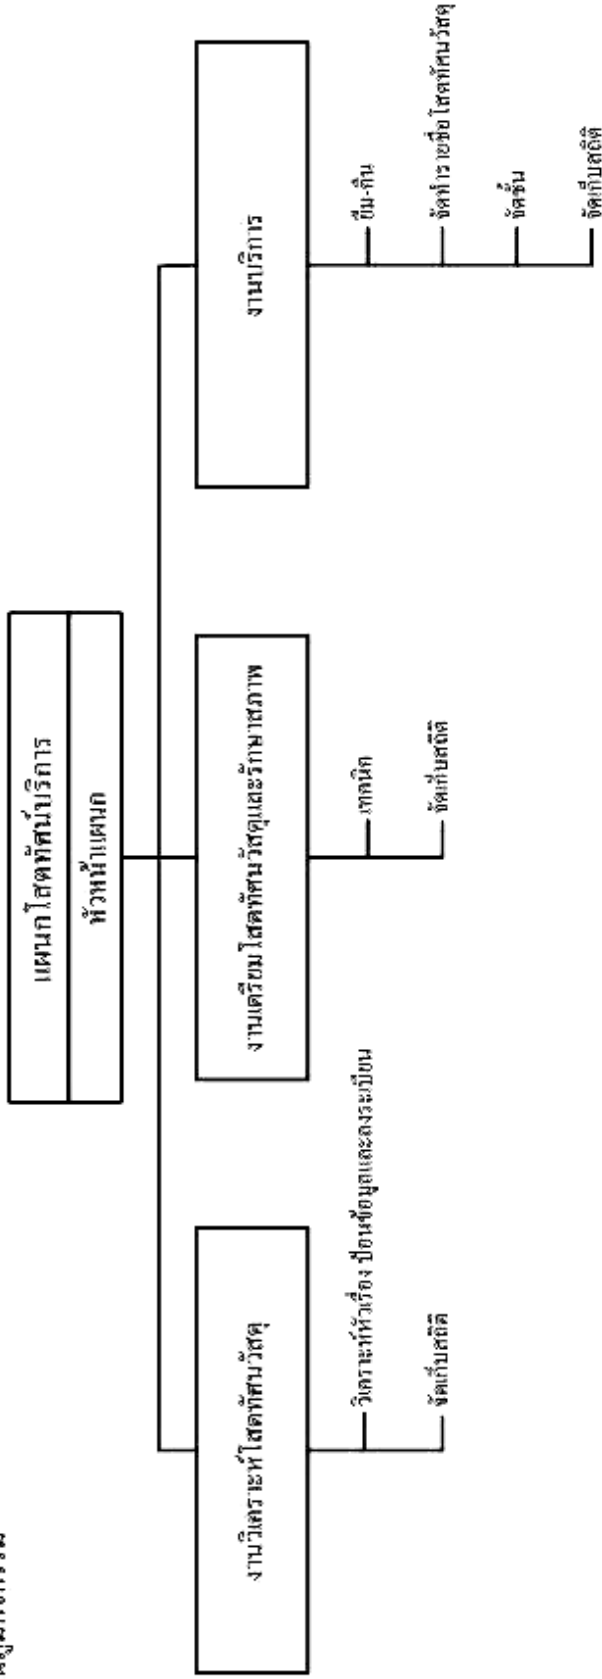 แผนกโสตทัศน์บริการ
หัวหน้าแผนก
งานวิเคราะห์โสตทัศนวัสดุ
วิเคราะห์หัวเรื่อง ป้อนข้อมูลและลงระเบียน
จัดเก็บสถิติ
งานเตรียมโสตทัศนวัสดุและรักษาสภาพ
เทคนิค
จัดเก็บสถิติ
งานบริการ
ยืม-คืน
จัดทำรายชื่อโสตทัศนวัสดุ
จัดชั้น
จัดเก็บสถิติ